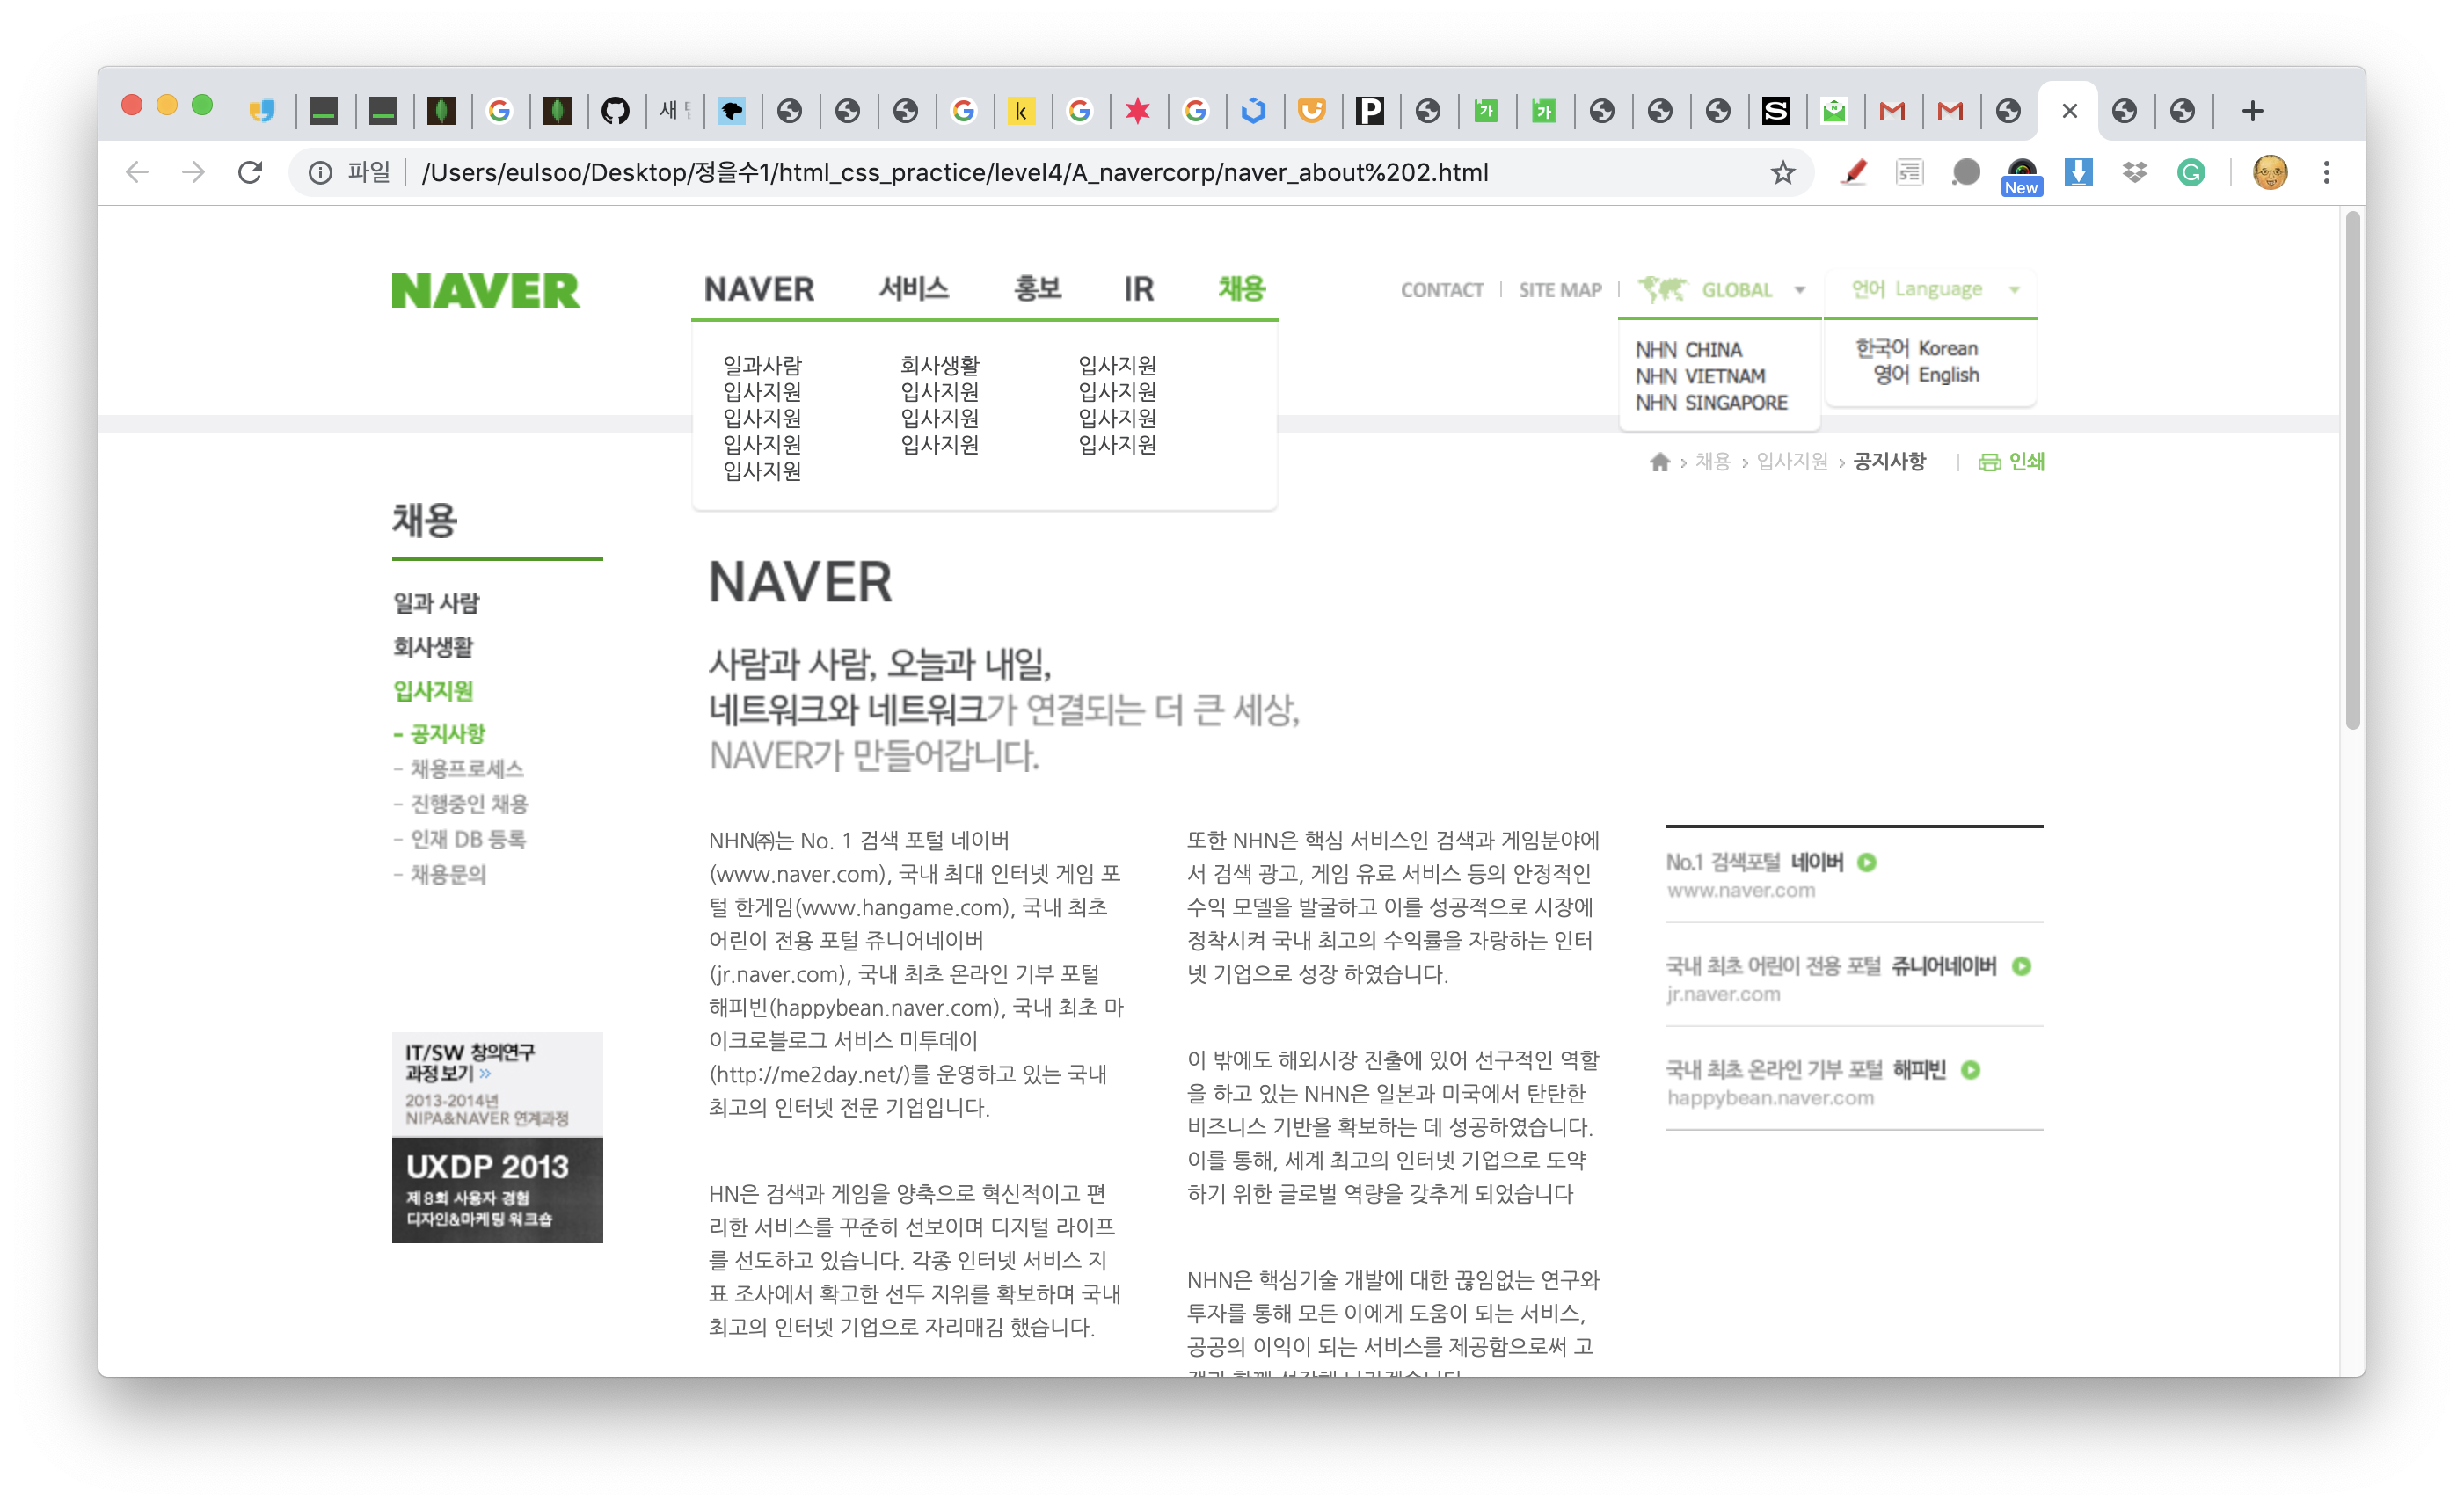 새 탭
New
파일 /Users/eulsoo/Desktop/정을수1/html_css_practice/level4/A_navercorp/naver_about%202.html
NAVER
NAVER 서비스 홍보 IR 채용
CONTACT SITE MAP GLOBAL 언어 Language
일과사람 회사생활 입사지원
입사지원 입사지원 입사지원
입사지원 입사지원 입사지원
입사지원 입사지원 입사지원
입사지원
NHN CHINA
NHN VIETNAM
NHN SINGAPORE
한국어 Korean
영어 English
> 채용 > 입사지원 > 공지사항 인쇄
채용
일과 사람
회사생활
입사지원
- 공지사항
- 채용프로세스
- 진행중인 채용
- 인재 DB 등록
- 채용문의
IT/SW 창의연구
과정 보기 »
2013-2014년
NIPA&NAVER 연계과정
UXDP 2013
제 8회 사용자 경험
디자인&마케팅 워크숍
NAVER
사람과 사람, 오늘과 내일,
네트워크와 네트워크가 연결되는 더 큰 세상,
NAVER가 만들어갑니다.
NHN㈜는 No. 1 검색 포털 네이버
(www.naver.com), 국내 최대 인터넷 게임 포
털 한게임(www.hangame.com), 국내 최초
어린이 전용 포털 쥬니어네이버
(jr.naver.com), 국내 최초 온라인 기부 포털
해피빈(happybean.naver.com), 국내 최초 마
이크로블로그 서비스 미투데이
(http://me2day.net/)를 운영하고 있는 국내
최고의 인터넷 전문 기업입니다.
HN은 검색과 게임을 양축으로 혁신적이고 편
리한 서비스를 꾸준히 선보이며 디지털 라이프
를 선도하고 있습니다. 각종 인터넷 서비스 지
표 조사에서 확고한 선두 지위를 확보하며 국내
최고의 인터넷 기업으로 자리매김 했습니다.
또한 NHN은 핵심 서비스인 검색과 게임분야에
서 검색 광고, 게임 유료 서비스 등의 안정적인
수익 모델을 발굴하고 이를 성공적으로 시장에
정착시켜 국내 최고의 수익률을 자랑하는 인터
넷 기업으로 성장 하였습니다.
이 밖에도 해외시장 진출에 있어 선구적인 역할
을 하고 있는 NHN은 일본과 미국에서 탄탄한
비즈니스 기반을 확보하는 데 성공하였습니다.
이를 통해, 세계 최고의 인터넷 기업으로 도약
하기 위한 글로벌 역량을 갖추게 되었습니다
NHN은 핵심기술 개발에 대한 끊임없는 연구와
투자를 통해 모든 이에게 도움이 되는 서비스,
공공의 이익이 되는 서비스를 제공함으로써 고
No.1 검색포털 네이버
www.naver.com
국내 최초 어린이 전용 포털 쥬니어네이버
jr.naver.com
국내 최초 온라인 기부 포털 해피빈
happybean.naver.com